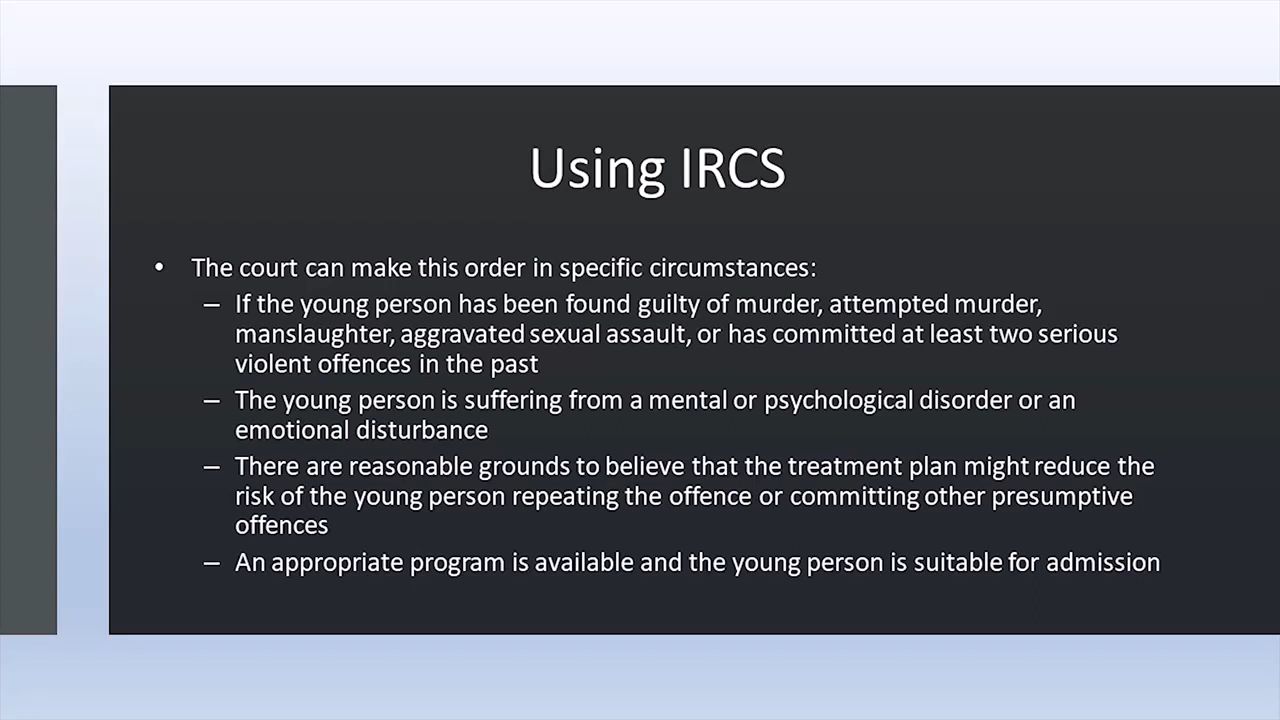 Using IRCS
• The court can make this order in specific circumstances:
– If the young person has been found guilty of murder, attempted murder,
manslaughter, aggravated sexual assault, or has committed at least two serious
violent offences in the past
– The young person is suffering from a mental or psychological disorder or an
emotional disturbance
– There are reasonable grounds to believe that the treatment plan might reduce the
risk of the young person repeating the offence or committing other presumptive
offences
– An appropriate program is available and the young person is suitable for admission